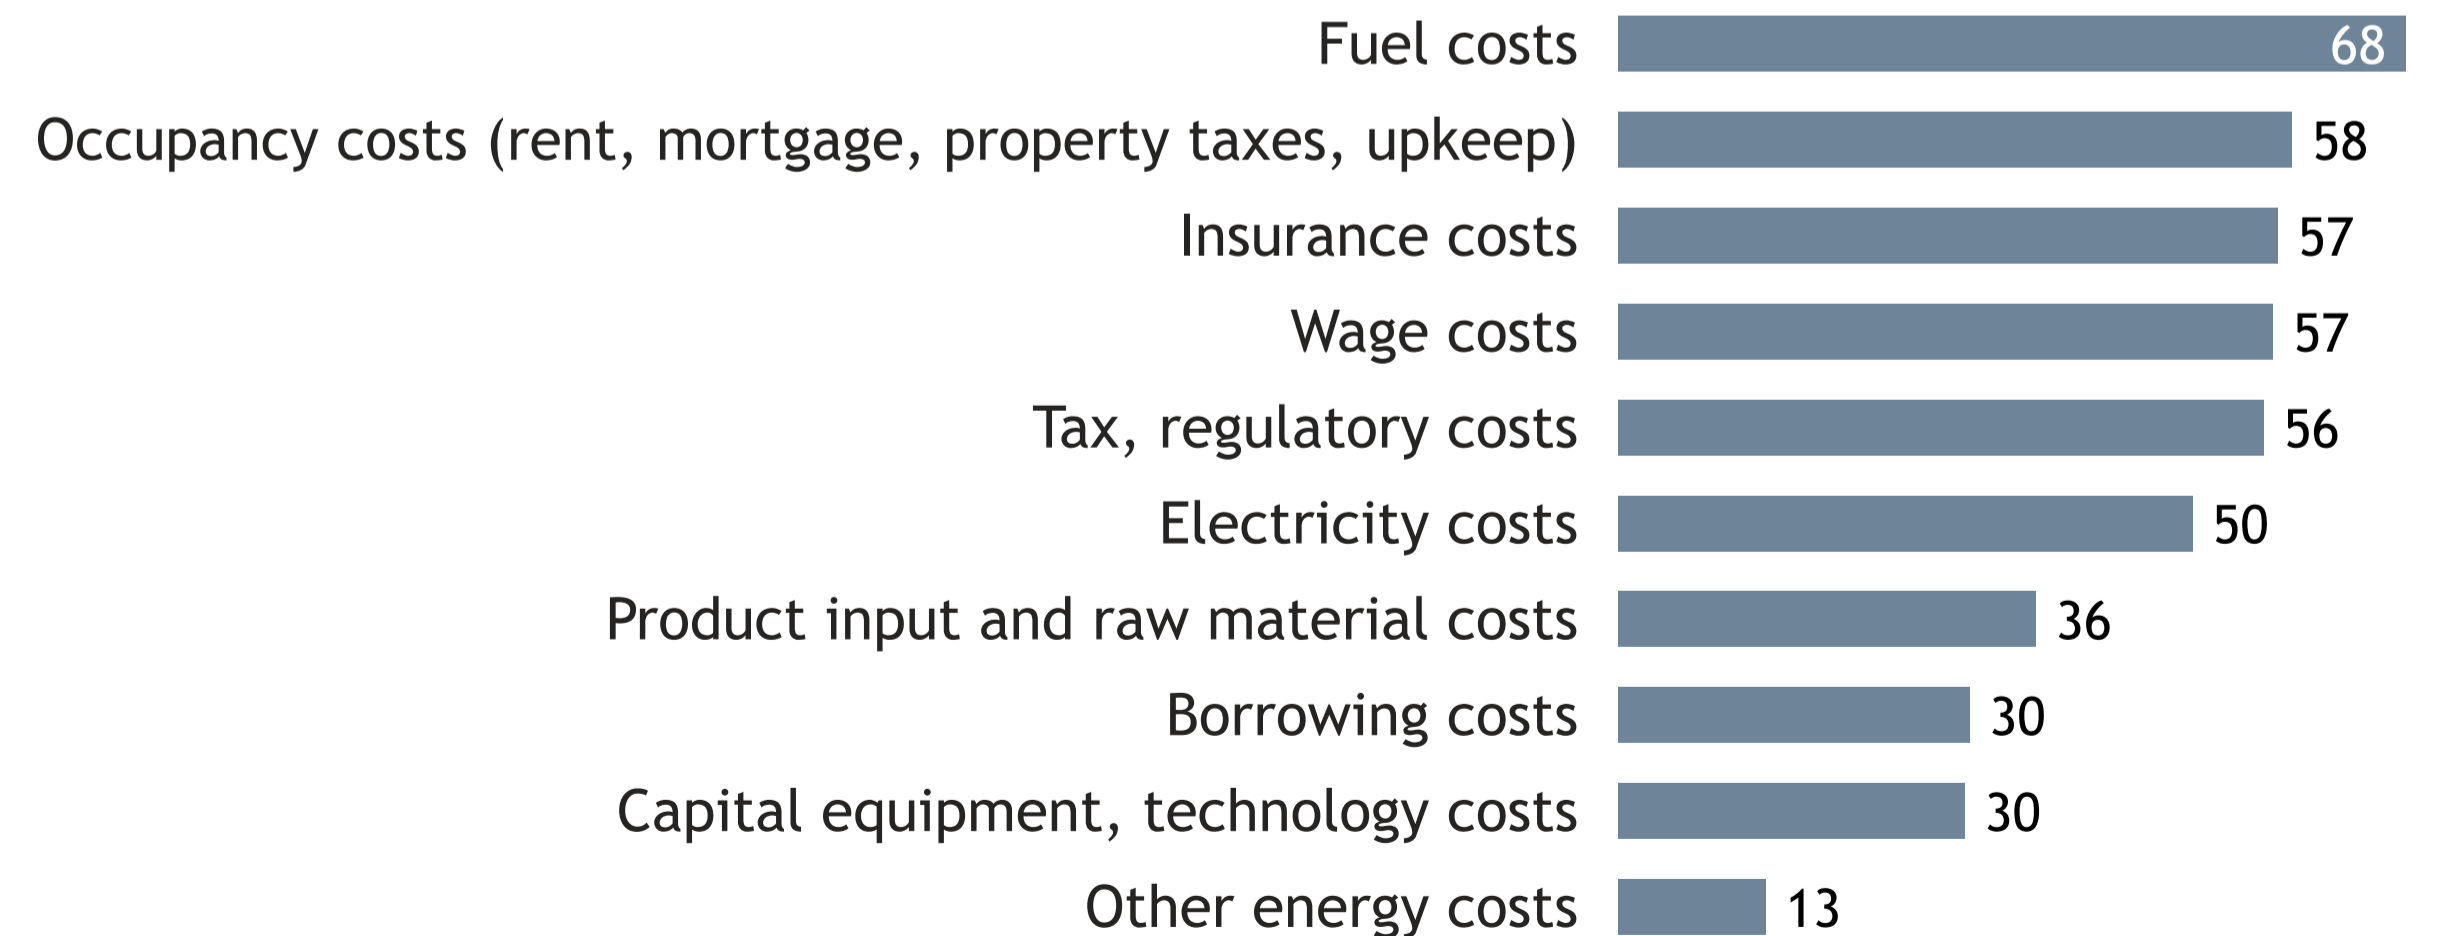 Fuel costs 68
Occupancy costs (rent, mortgage, property taxes, upkeep) 58
Insurance costs 57
Wage costs 57
Tax, regulatory costs 56
Electricity costs 50
Product input and raw material costs 36
Borrowing costs 30
Capital equipment, technology costs 30
Other energy costs 13